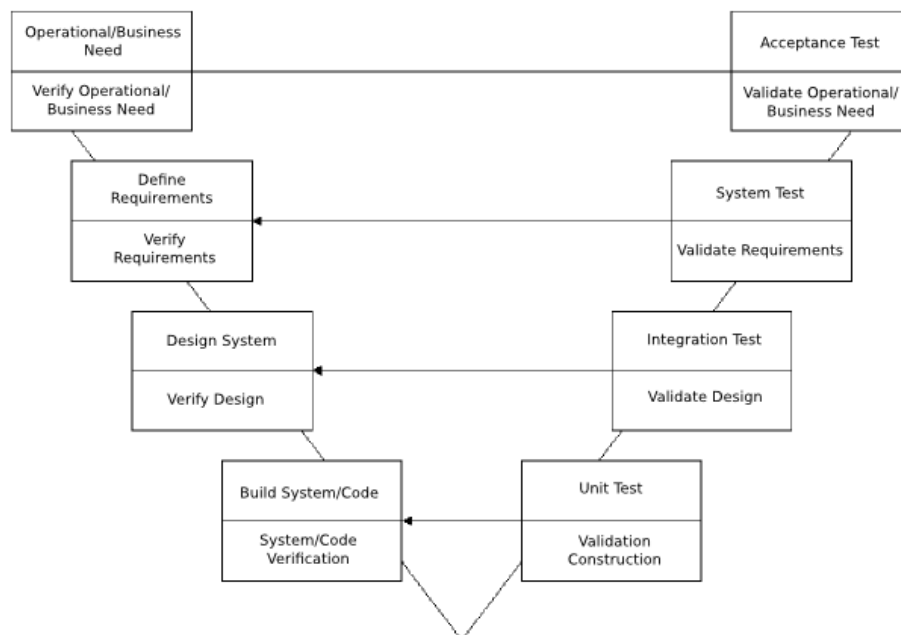 Operational/Business
Need
Verify Operational/
Business Need
Acceptance Test
Validate Operational/
Business Need
Define
Requirements
Verify
Requirements
System Test
Validate Requirements
Design System
Verify Design
Integration Test
Validate Design
Build System/Code
System/Code
Verification
Unit Test
Validation
Construction